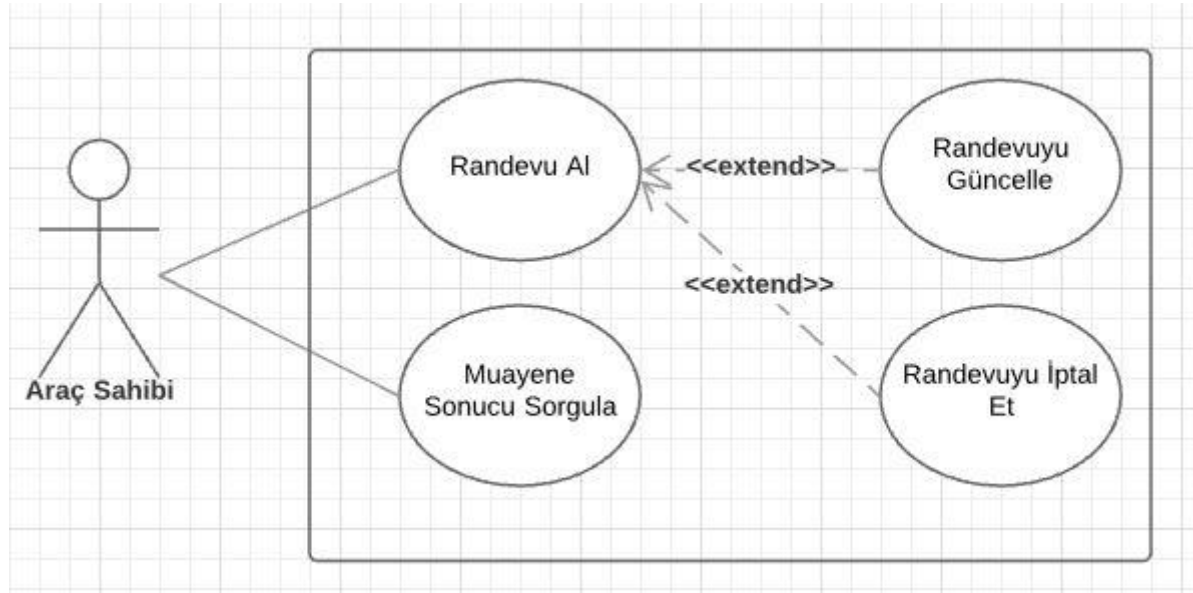 Randevu Al
<<extend>>
Randevuyu
Güncelle
<<extend>>
Araç Sahibi
Muayene
Sonucu Sorgula
Randevuyu İptal
Et